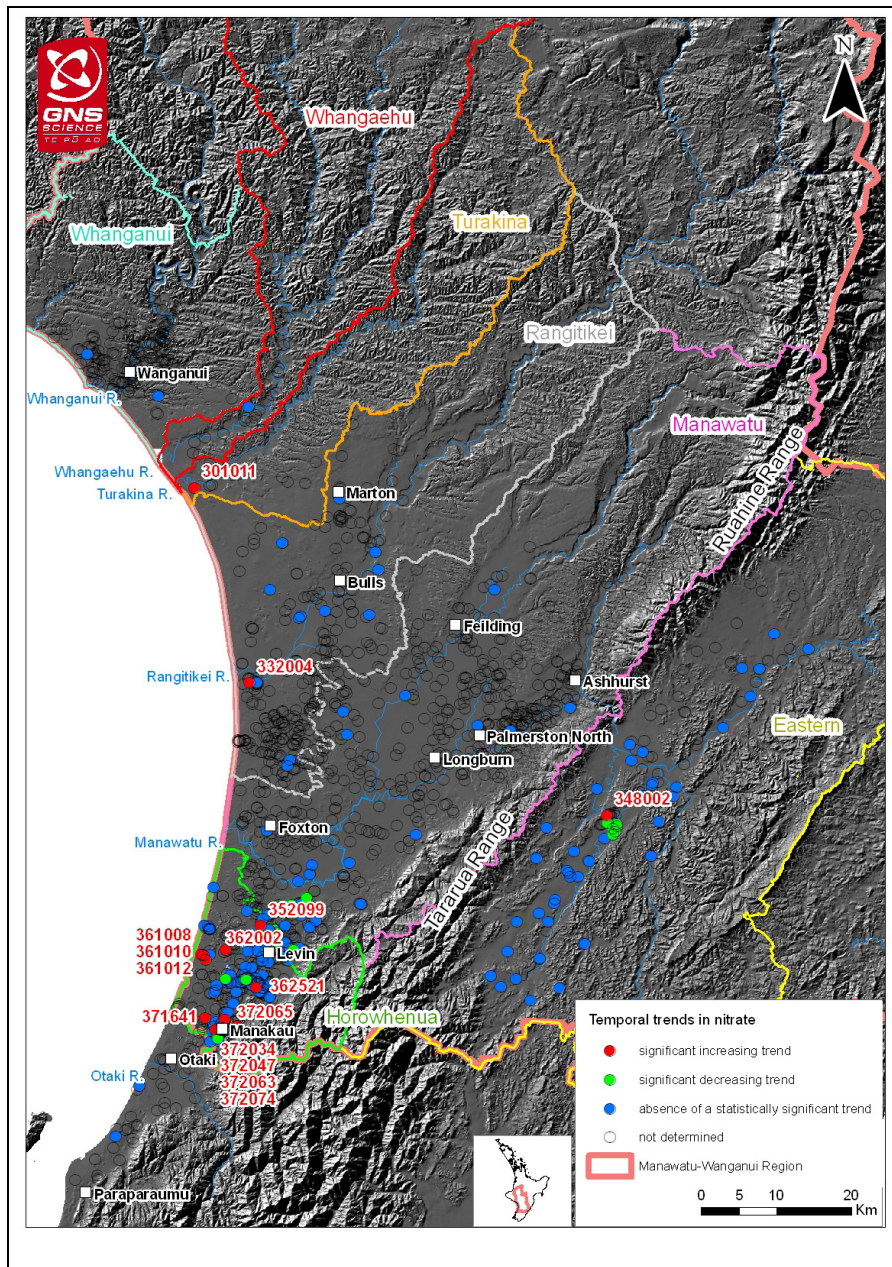 GNS
SCIENCE
TE PŪ AO
N
Whangaehu
Turakina
Whanganui
Rangitikei
Wanganui
Whanganui R.
Manawatu
Ruahine Range
Whangaehu R.
301011
Turakina R.
Marton
Bulls
Feilding
Rangitikei R.
332004
Ashhurst
Eastern
Palmerston North
Longburn
348002
Foxton
Manawatu R.
Tararua Range
352099
361008
361010
361012
362002
Levin
362521
371641
372065
Manakau
Horowhenua
372034
372047
372063
372074
Otaki
Otaki R.
Paraparaumu
Temporal trends in nitrate
significant increasing trend
significant decreasing trend
absence of a statistically significant trend
not determined
Manawatu-Wanganui Region
0 5 10 20
Km